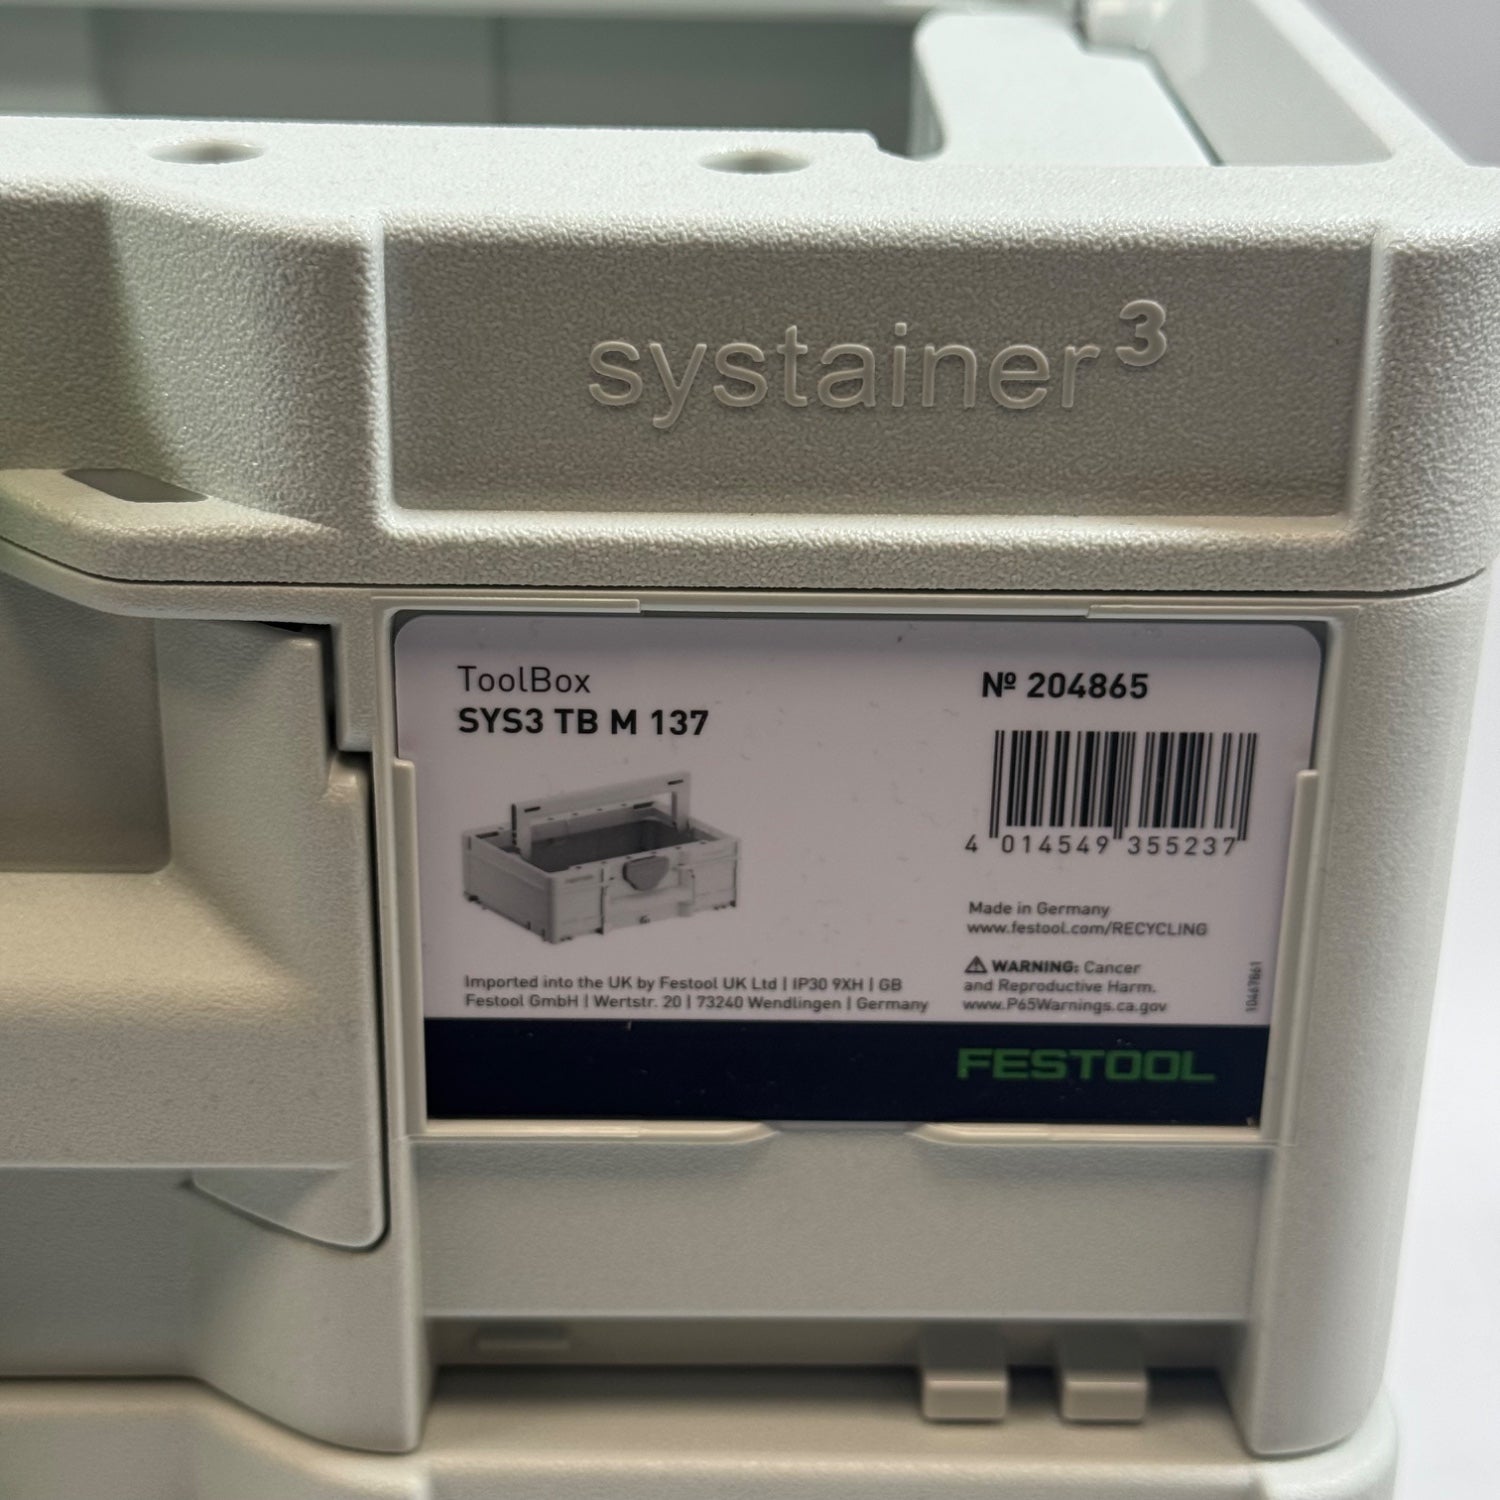 systainer³
ToolBox
SYS3 TB M 137
№ 204865
4 014549 355237
Made in Germany
www.festool.com/RECYCLING
⚠ WARNING: Cancer
and Reproductive Harm.
www.P65Warnings.ca.gov
Imported into the UK by Festool UK Ltd | IP30 9XH | GB
Festool GmbH | Wertstr. 20 | 73240 Wendlingen | Germany
FESTOOL